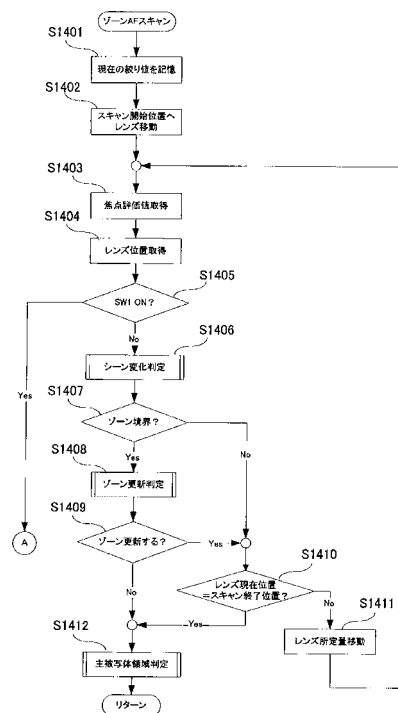 ゾーンAFスキャン
S1401
現在の絞り値を記憶
S1402
スキャン開始位置へ
レンズ移動
S1403
焦点評価値取得
S1404
レンズ位置取得
S1405
SW1 ON？
S1406
No
シーン変化判定
Yes
S1407
ゾーン境界？
No
S1408
Yes
ゾーン更新判定
S1409
ゾーン更新する？
Yes
A
S1410
レンズ現在位置
＝スキャン終了位置？
No
No
S1411
Yes
レンズ所定量移動
S1412
主被写体領域判定
リターン